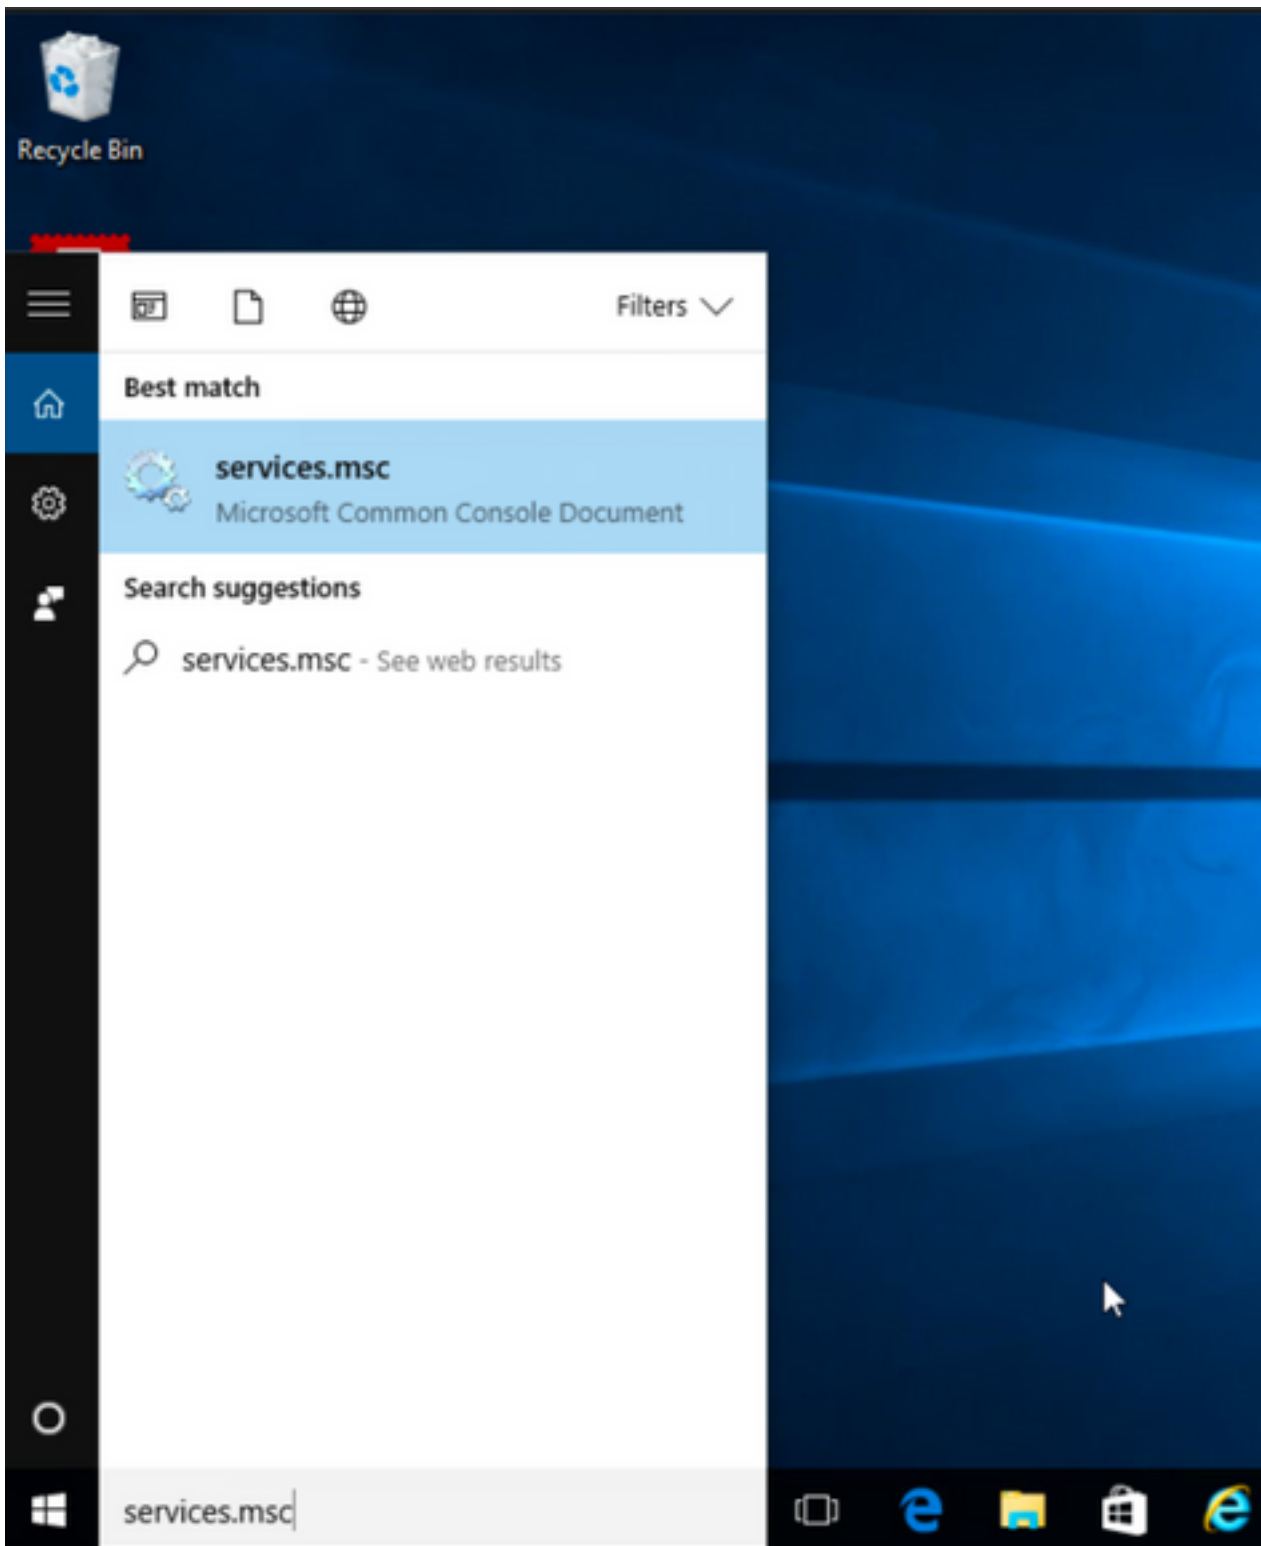 Recycle Bin
Filters
Best match
services.msc
Microsoft Common Console Document
Search suggestions
services.msc - See web results
services.msc